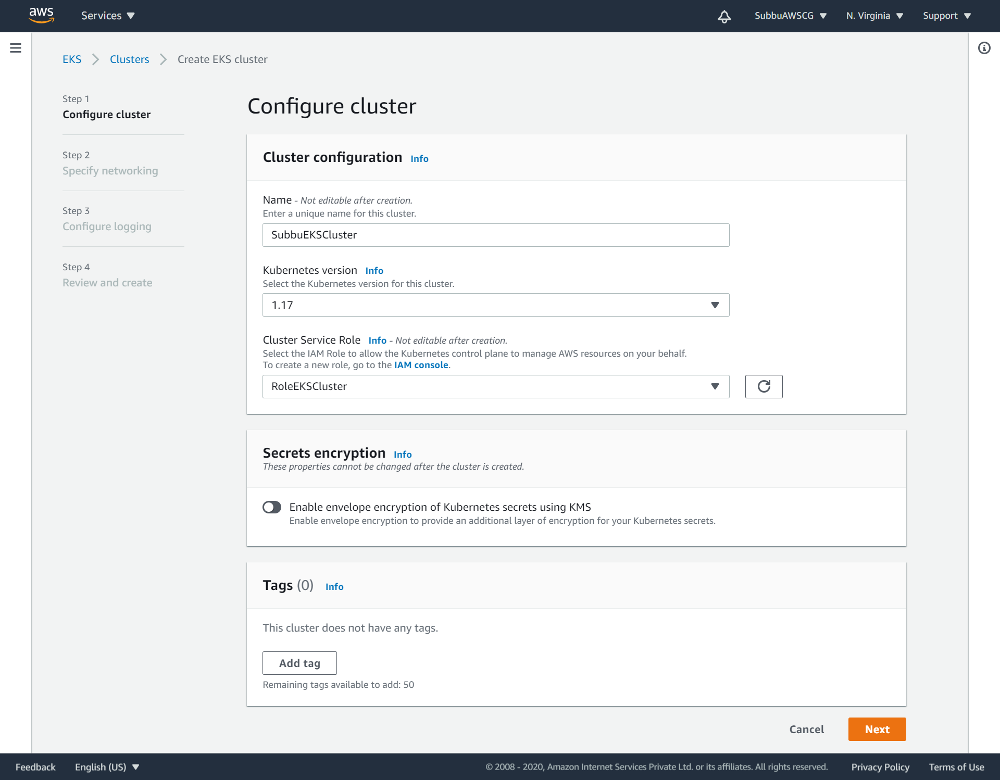 aws Services SubbuAWSCG N. Virginia Support
EKS Clusters Create EKS cluster
Step 1
Configure cluster
Step 2
Specify networking
Step 3
Configure logging
Step 4
Review and create
Configure cluster
Cluster configuration Info
Name - Not editable after creation.
Enter a unique name for this cluster.
SubbuEKSCluster
Kubernetes version Info
Select the Kubernetes version for this cluster.
1.17
Cluster Service Role Info - Not editable after creation.
Select the IAM Role to allow the Kubernetes control plane to manage AWS resources on your behalf.
To create a new role, go to the IAM console.
RoleEKSCluster
Secrets encryption Info
These properties cannot be changed after the cluster is created.
Enable envelope encryption of Kubernetes secrets using KMS
Enable envelope encryption to provide an additional layer of encryption for your Kubernetes secrets.
Tags (0) Info
This cluster does not have any tags.
Add tag
Remaining tags available to add: 50
Cancel Next
Feedback English (US) © 2008 - 2020, Amazon Internet Services Private Ltd. or its affiliates. All rights reserved. Privacy Policy Terms of Use